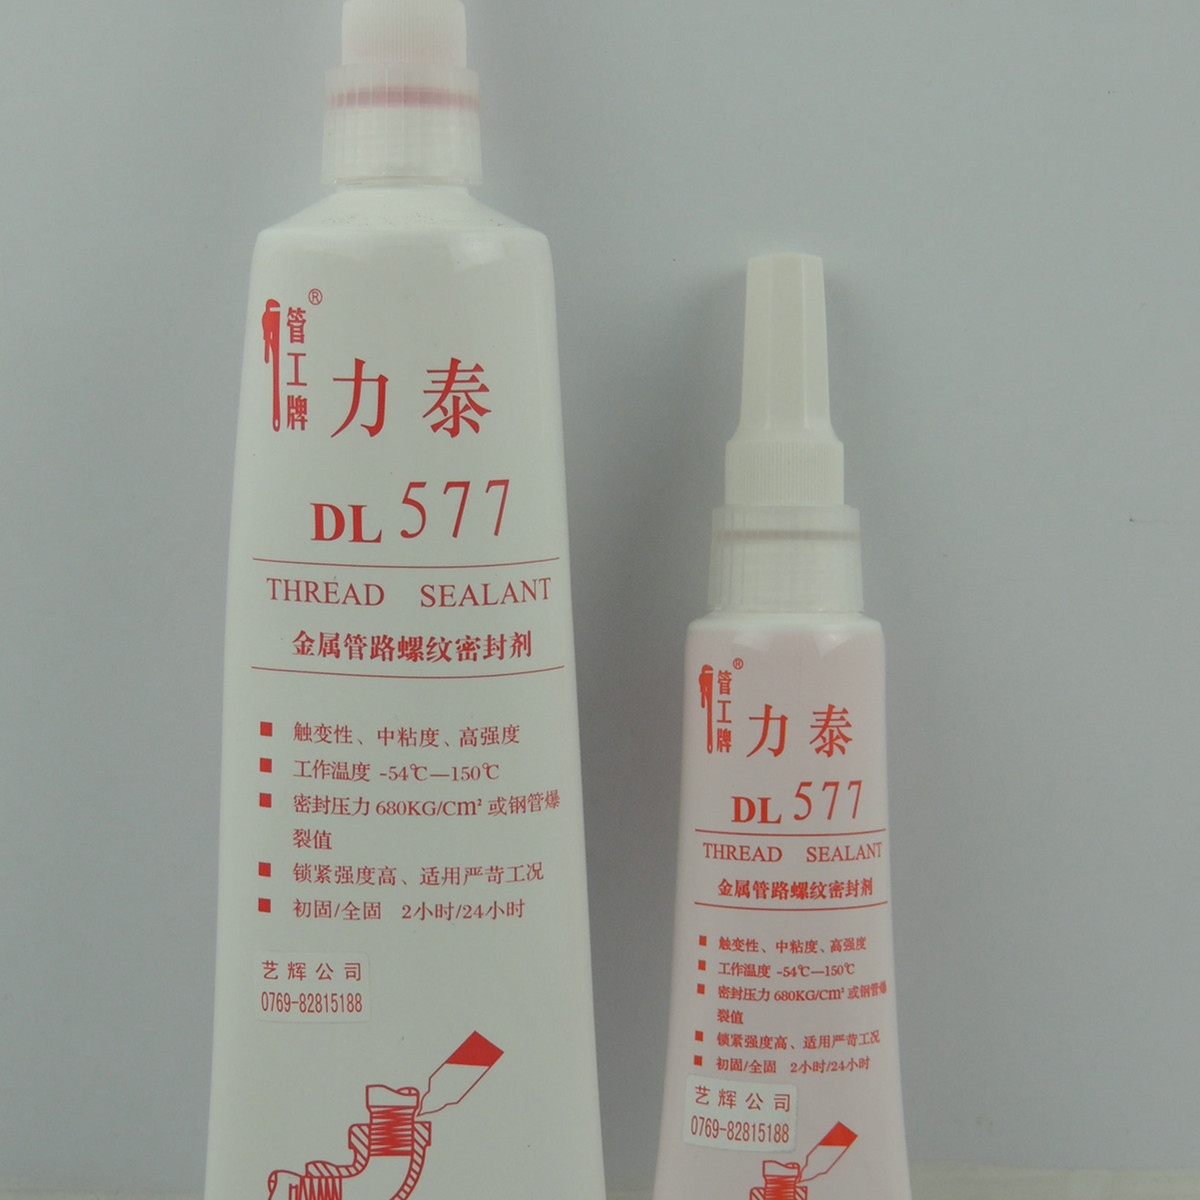 管工牌®
力泰
DL 577
THREAD SEALANT
金属管路螺纹密封剂
触变性、中粘度、高强度
工作温度 -54℃—150℃
密封压力 680KG/Cm² 或钢管爆
裂值
锁紧强度高、适用严苛工况
初固/全固 2小时/24小时
艺辉公司
0769-82815188
管工牌®
力泰
DL 577
THREAD SEALANT
金属管路螺纹密封剂
触变性、中粘度、高强度
工作温度 -54℃—150℃
密封压力 680KG/Cm² 或钢管爆
裂值
锁紧强度高、适用严苛工况
初固/全固 2小时/24小时
艺辉公司
0769-82815188